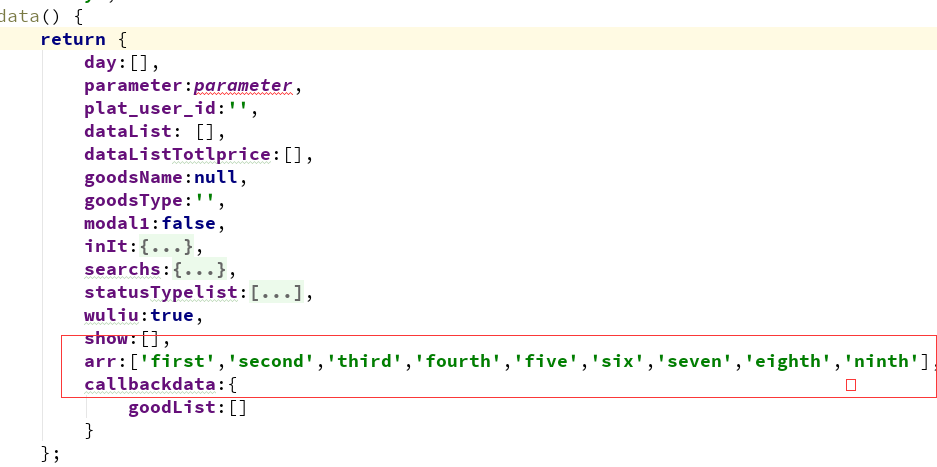 data() {
return {
day:[],
parameter:parameter,
plat_user_id:'',
dataList: [],
dataListTotlprice:[],
goodsName:null,
goodsType:'',
modal1:false,
inIt:{...},
searchs:{...},
statusTypelist:[...],
wuliu:true,
show:[],
arr:['first','second','third','fourth','five','six','seven','eighth','ninth'],
callbackdata:{
goodList:[]
}
};